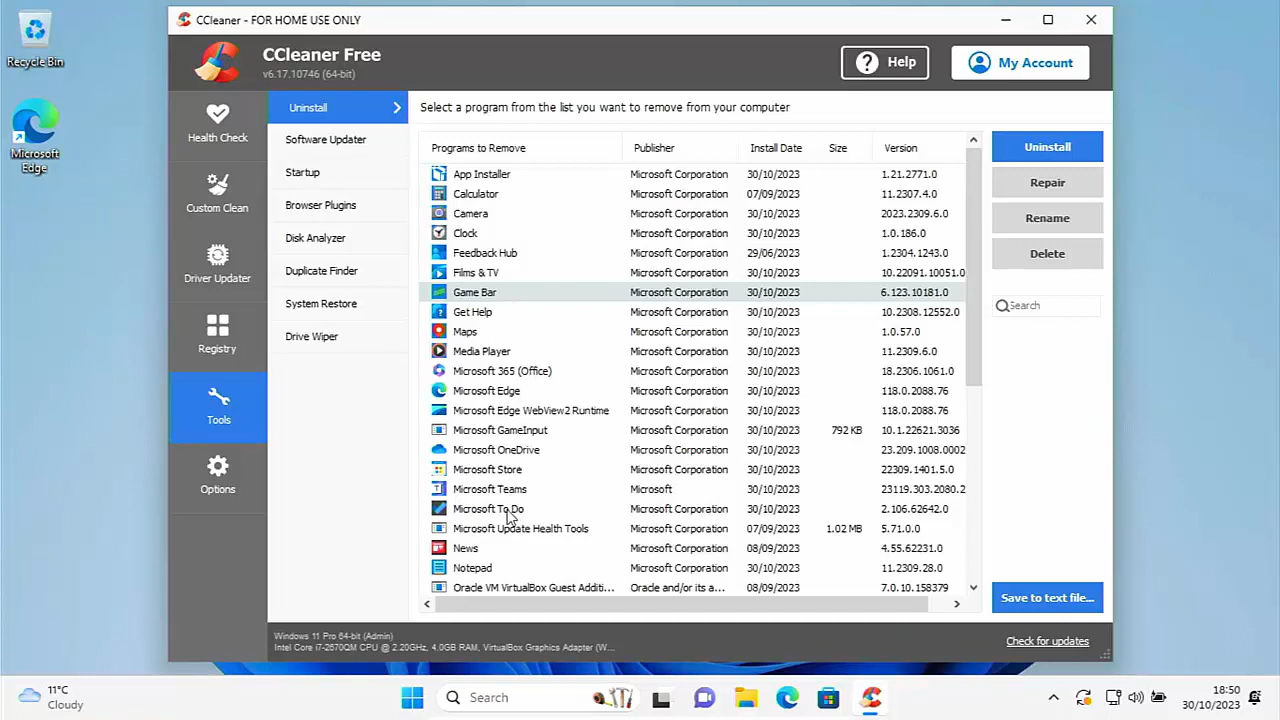 Recycle Bin
Microsoft
Edge
CCleaner - FOR HOME USE ONLY
CCleaner Free
v6.17.10746 (64-bit)
Help
My Account
Health Check
Custom Clean
Driver Updater
Registry
Tools
Options
Uninstall
Software Updater
Startup
Browser Plugins
Disk Analyzer
Duplicate Finder
System Restore
Drive Wiper
Select a program from the list you want to remove from your computer
Programs to Remove Publisher Install Date Size Version
App Installer Microsoft Corporation 30/10/2023 1.21.2771.0
Calculator Microsoft Corporation 07/09/2023 11.2307.4.0
Camera Microsoft Corporation 30/10/2023 2023.2309.6.0
Clock Microsoft Corporation 30/10/2023 1.0.186.0
Feedback Hub Microsoft Corporation 29/06/2023 1.2304.1243.0
Films & TV Microsoft Corporation 30/10/2023 10.22091.10051.0
Game Bar Microsoft Corporation 30/10/2023 6.123.10181.0
Get Help Microsoft Corporation 30/10/2023 10.2308.12552.0
Maps Microsoft Corporation 30/10/2023 1.0.57.0
Media Player Microsoft Corporation 30/10/2023 11.2309.6.0
Microsoft 365 (Office) Microsoft Corporation 30/10/2023 18.2306.1061.0
Microsoft Edge Microsoft Corporation 30/10/2023 118.0.2088.76
Microsoft Edge WebView2 Runtime Microsoft Corporation 30/10/2023 118.0.2088.76
Microsoft GameInput Microsoft Corporation 30/10/2023 792 KB 10.1.22621.3036
Microsoft OneDrive Microsoft Corporation 30/10/2023 23.209.1008.0002
Microsoft Store Microsoft Corporation 30/10/2023 22309.1401.5.0
Microsoft Teams Microsoft 30/10/2023 23119.303.2080.2
Microsoft To Do Microsoft Corporation 30/10/2023 2.106.62642.0
Microsoft Update Health Tools Microsoft Corporation 07/09/2023 1.02 MB 5.71.0.0
News Microsoft Corporation 08/09/2023 4.55.62231.0
Notepad Microsoft Corporation 30/10/2023 11.2309.28.0
Oracle VM VirtualBox Guest Additi... Oracle and/or its a... 08/09/2023 7.0.10.158379
Uninstall
Repair
Rename
Delete
Search
Save to text file...
Windows 11 Pro 64-bit (Admin)
Intel Core i7-2670QM CPU @ 2.20GHz, 4.0GB RAM, VirtualBox Graphics Adapter (W...
Check for updates
11°C
Cloudy
Search
18:50
30/10/2023